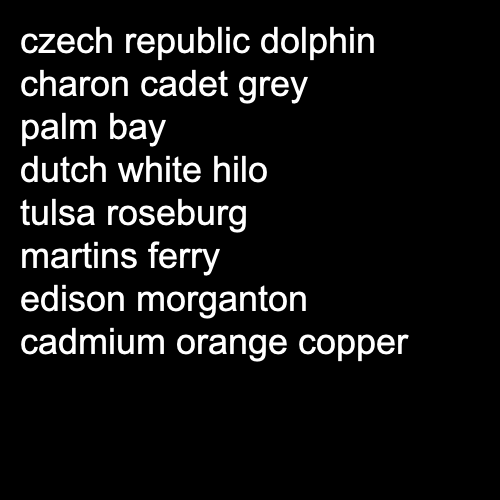 czech republic dolphin
charon cadet grey
palm bay
dutch white hilo
tulsa roseburg
martins ferry
edison morganton
cadmium orange copper